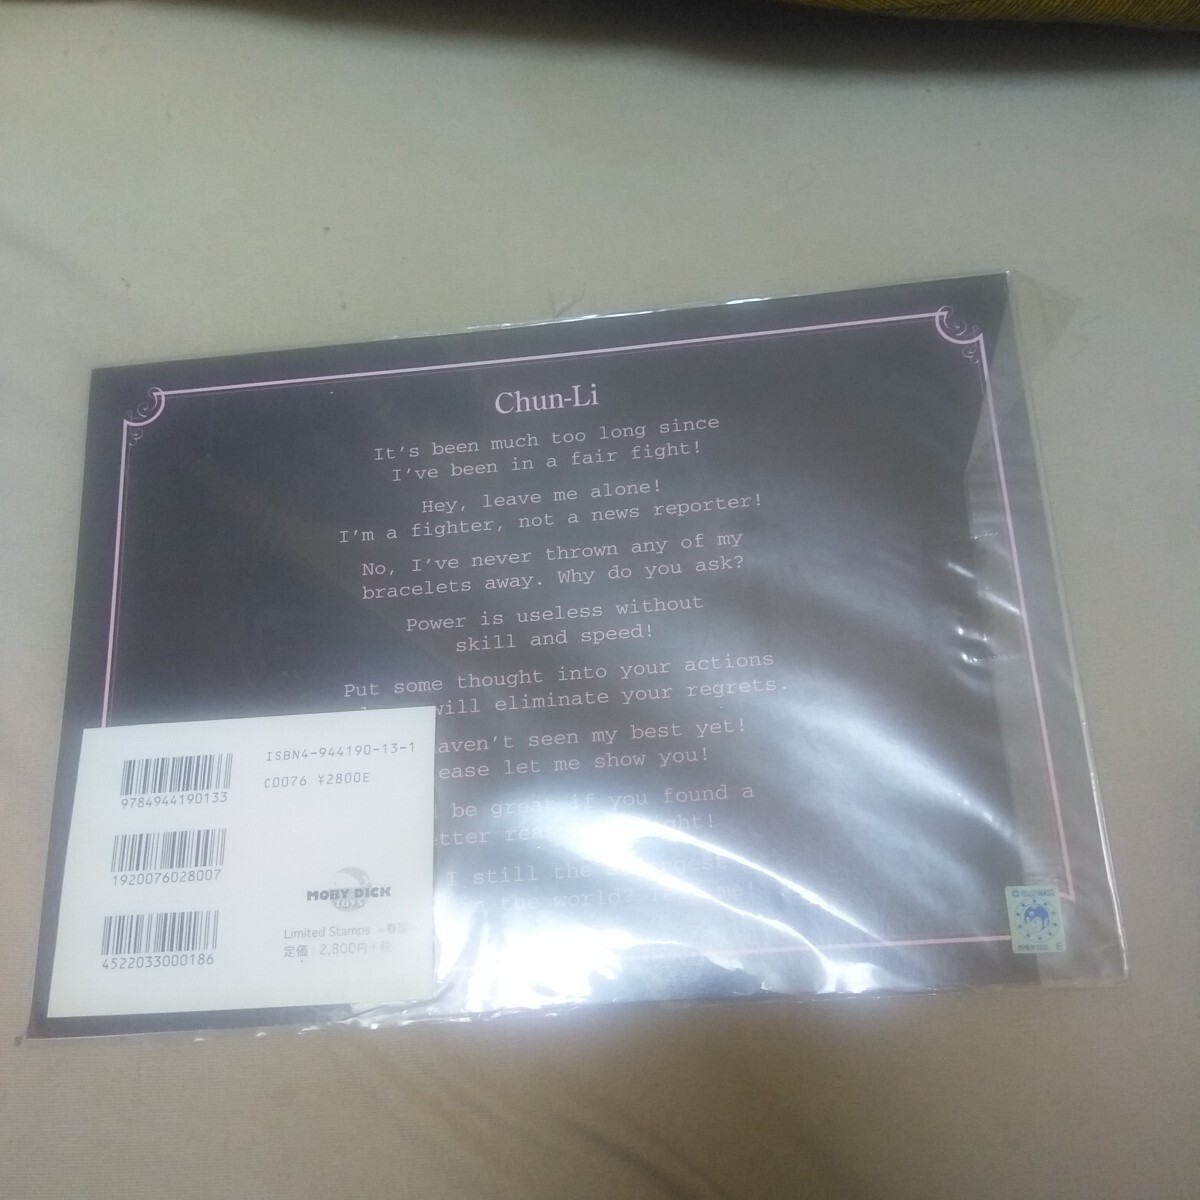 Chun-Li
It's been much too long since
I've been in a fair fight!
Hey, leave me alone!
I'm a fighter, not a news reporter!
No, I've never thrown any of my
bracelets away. Why do you ask?
Power is useless without
skill and speed!
Put some thought into your actions
will eliminate your regrets.
aven't seen my best yet!
ease let me show you!
be great if you found a
etter rea ght!
I still the
in the world? me!
ISBN4-944190-13-1
C0076 ¥2800E
9784944190133
1920076028007
4522033000186
MOBY DICK
TOYS
Limited Stamps
定価：2,800円+税
E